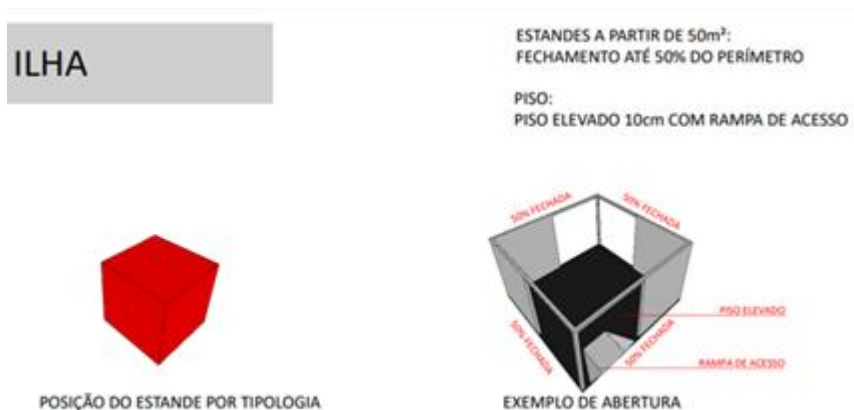 ILHA
ESTANDES A PARTIR DE 50m²:
FECHAMENTO ATÉ 50% DO PERÍMETRO
PISO:
PISO ELEVADO 10cm COM RAMPA DE ACESSO
50% FECHADA
50% FECHADA
PISO ELEVADO
50% FECHADA
50% FECHADA
RAMPA DE ACESSO
POSIÇÃO DO ESTANDE POR TIPOLOGIA
EXEMPLO DE ABERTURA